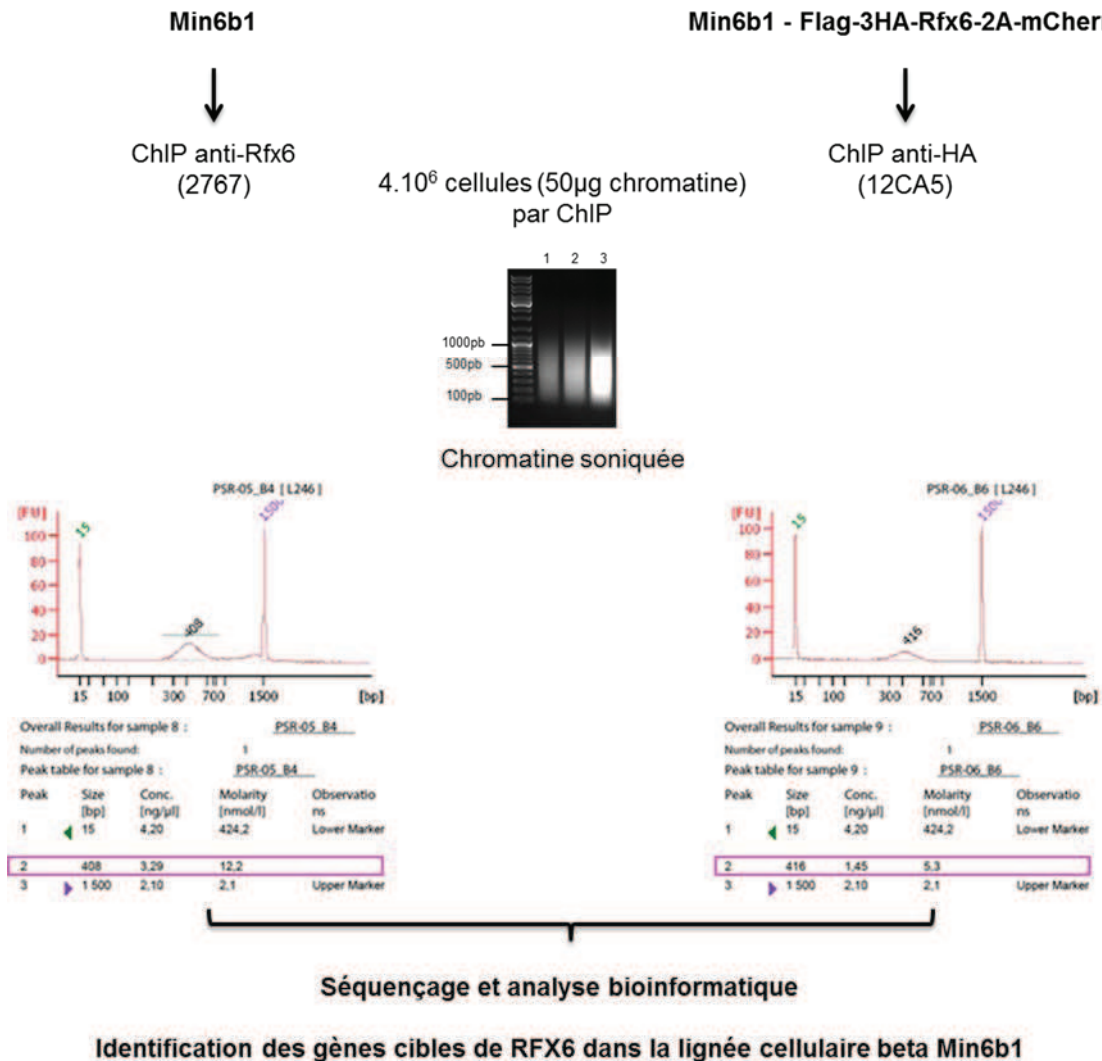 Min6b1
Min6b1 - Flag-3HA-Rfx6-2A-mCher
ChIP anti-Rfx6
(2767)
ChIP anti-HA
(12CA5)
4.10⁶ cellules (50µg chromatine)
par ChIP
1 2 3
1000pb
500pb
100pb
Chromatine soniquée
PSR-05_B4 [ L246 ]
[FU]
15
1500
100
80
60
40
20
0
408
15 100 300 700 1500 [bp]
Overall Results for sample 8 : PSR-05_B4
Number of peaks found: 1
Peak table for sample 8 : PSR-05_B4
Peak Size Conc. Molarity Observatio
[bp] [ng/µl] [nmol/l] ns
1 15 4,20 424,2 Lower Marker
2 408 3,29 12,2
3 1 500 2,10 2,1 Upper Marker
PSR-06_B6 [ L246 ]
[FU]
15
1500
100
80
60
40
20
0
416
15 100 300 700 1500 [bp]
Overall Results for sample 9 : PSR-06_B6
Number of peaks found: 1
Peak table for sample 9 : PSR-06_B6
Peak Size Conc. Molarity Observatio
[bp] [ng/µl] [nmol/l] ns
1 15 4,20 424,2 Lower Marker
2 416 1,45 5,3
3 1 500 2,10 2,1 Upper Marker
Séquençage et analyse bioinformatique
Identification des gènes cibles de RFX6 dans la lignée cellulaire beta Min6b1